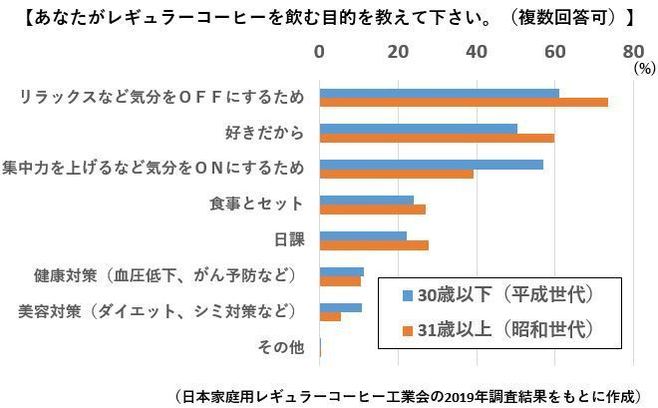 【あなたがレギュラーコーヒーを飲む目的を教えて下さい。（複数回答可）】
0 20 40 60 80
(%)
リラックスなど気分をＯＦＦにするため
好きだから
集中力を上げるなど気分をＯＮにするため
食事とセット
日課
健康対策（血圧低下、がん予防など）
美容対策（ダイエット、シミ対策など）
その他
30歳以下（平成世代）
31歳以上（昭和世代）
（日本家庭用レギュラーコーヒー工業会の2019年調査結果をもとに作成）